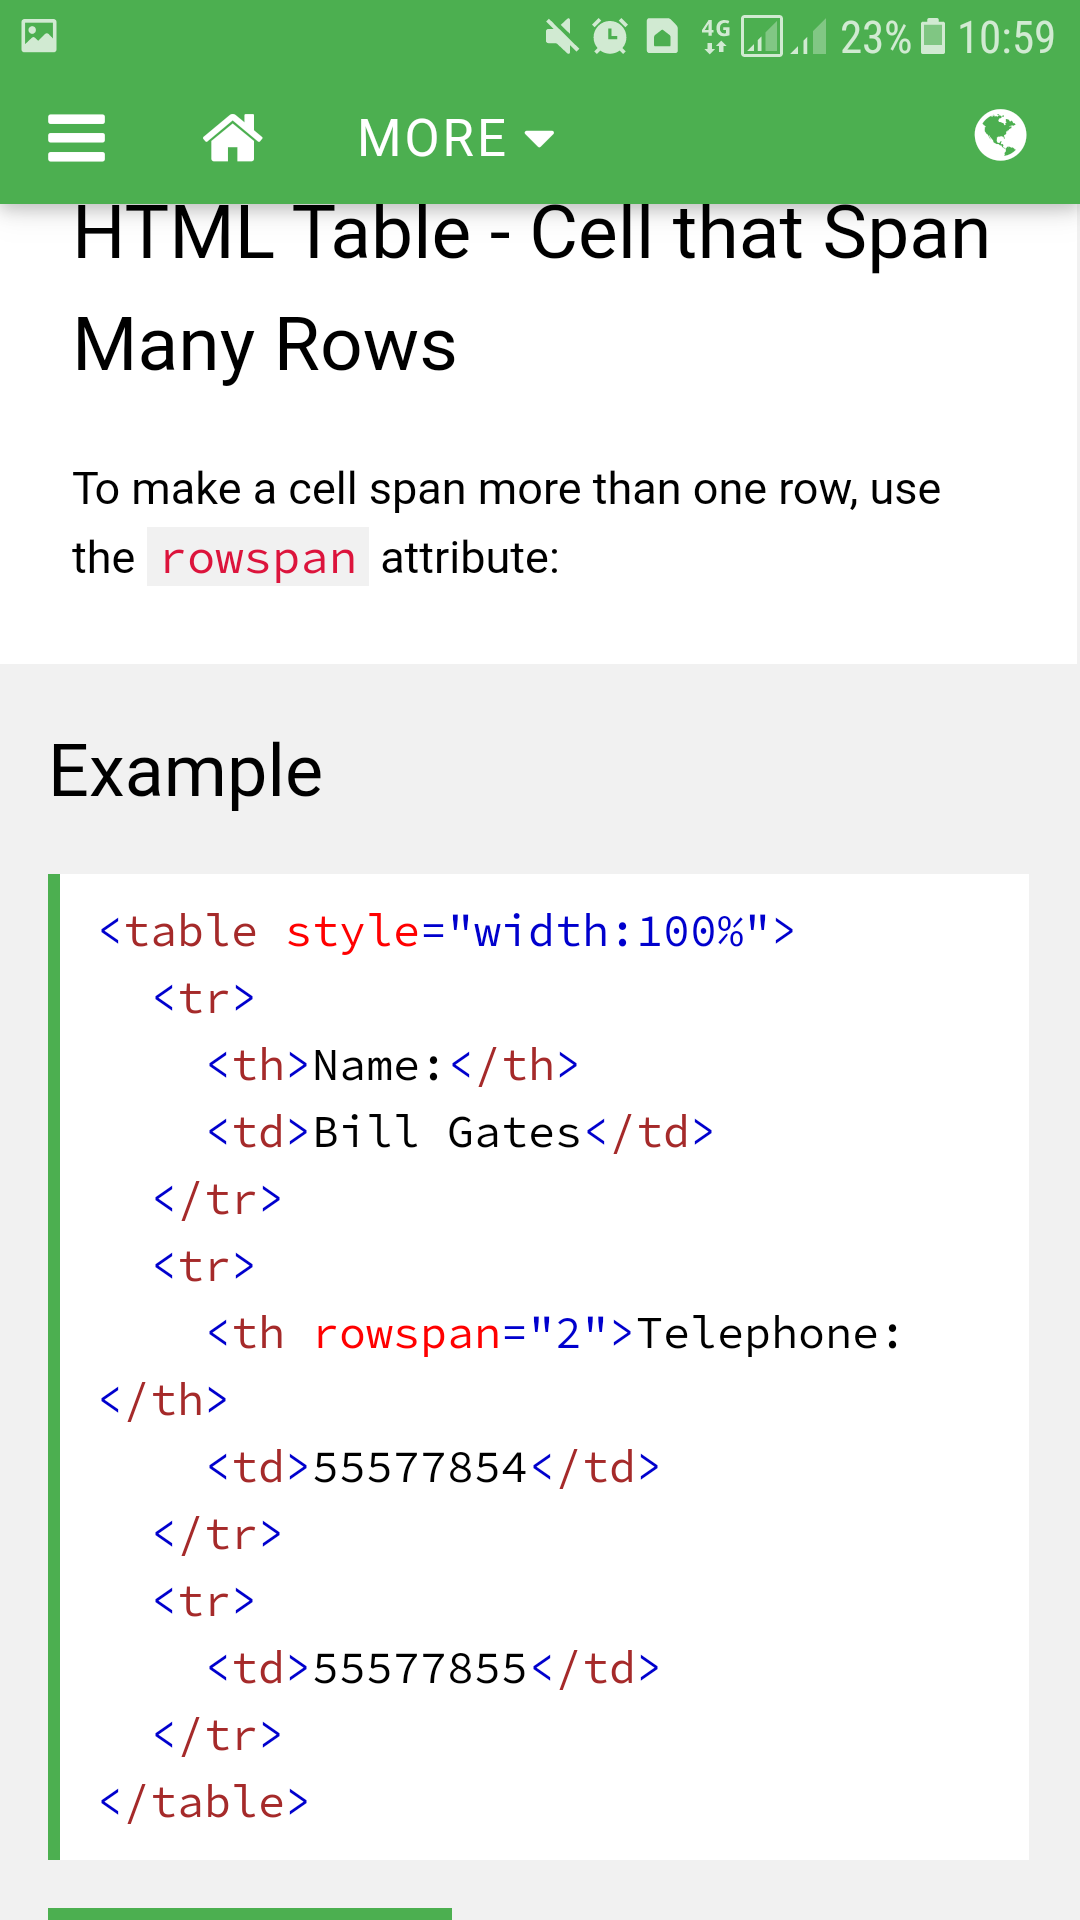 4G 23% 10:59
MORE
HTML Table - Cell that Span
Many Rows
To make a cell span more than one row, use
the rowspan attribute:
Example
<table style="width:100%">
  <tr>
    <th>Name:</th>
    <td>Bill Gates</td>
  </tr>
  <tr>
    <th rowspan="2">Telephone:
</th>
    <td>55577854</td>
  </tr>
  <tr>
    <td>55577855</td>
  </tr>
</table>